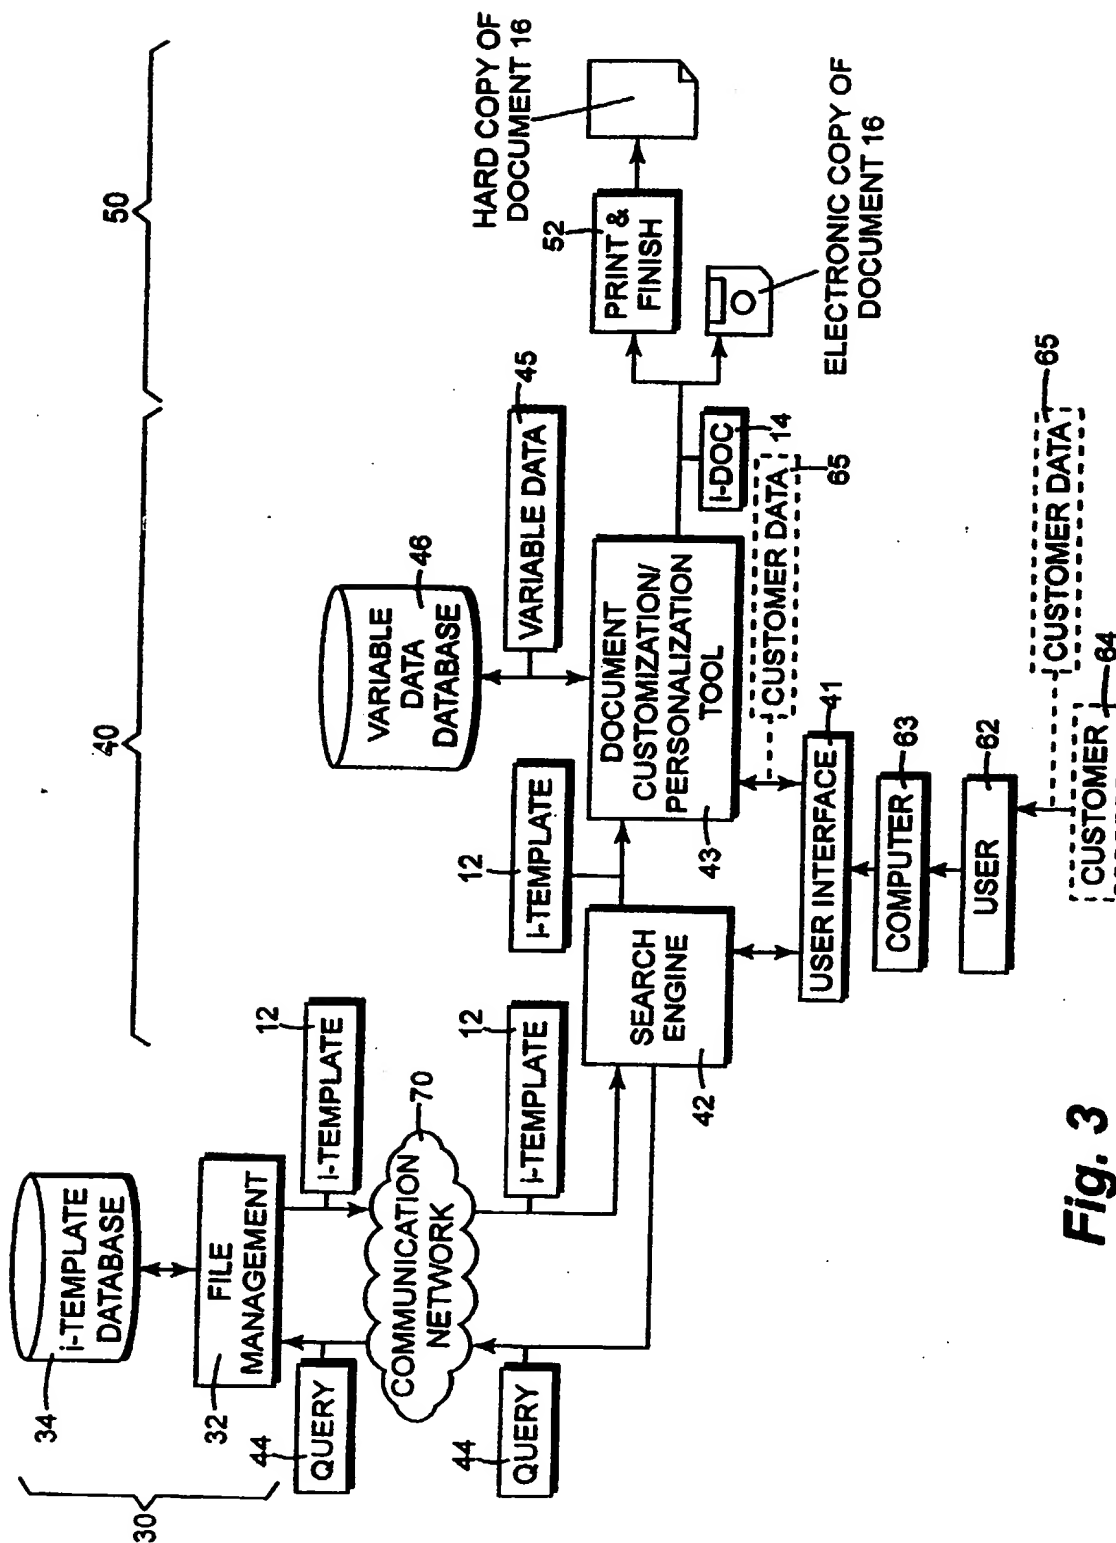 30
34
i-TEMPLATE
DATABASE
32
FILE
MANAGEMENT
44
QUERY
12
i-TEMPLATE
70
COMMUNICATION
NETWORK
44
QUERY
12
i-TEMPLATE
40
50
42
SEARCH
ENGINE
12
i-TEMPLATE
VARIABLE
DATA
DATABASE
46
VARIABLE DATA
45
DOCUMENT
CUSTOMIZATION/
PERSONALIZATION
TOOL
43
i-DOC
14
CUSTOMER DATA
65
52
PRINT &
FINISH
HARD COPY OF
DOCUMENT 16
ELECTRONIC COPY OF
DOCUMENT 16
USER INTERFACE
41
COMPUTER
63
USER
62
CUSTOMER
64
CUSTOMER DATA
65
Fig. 3